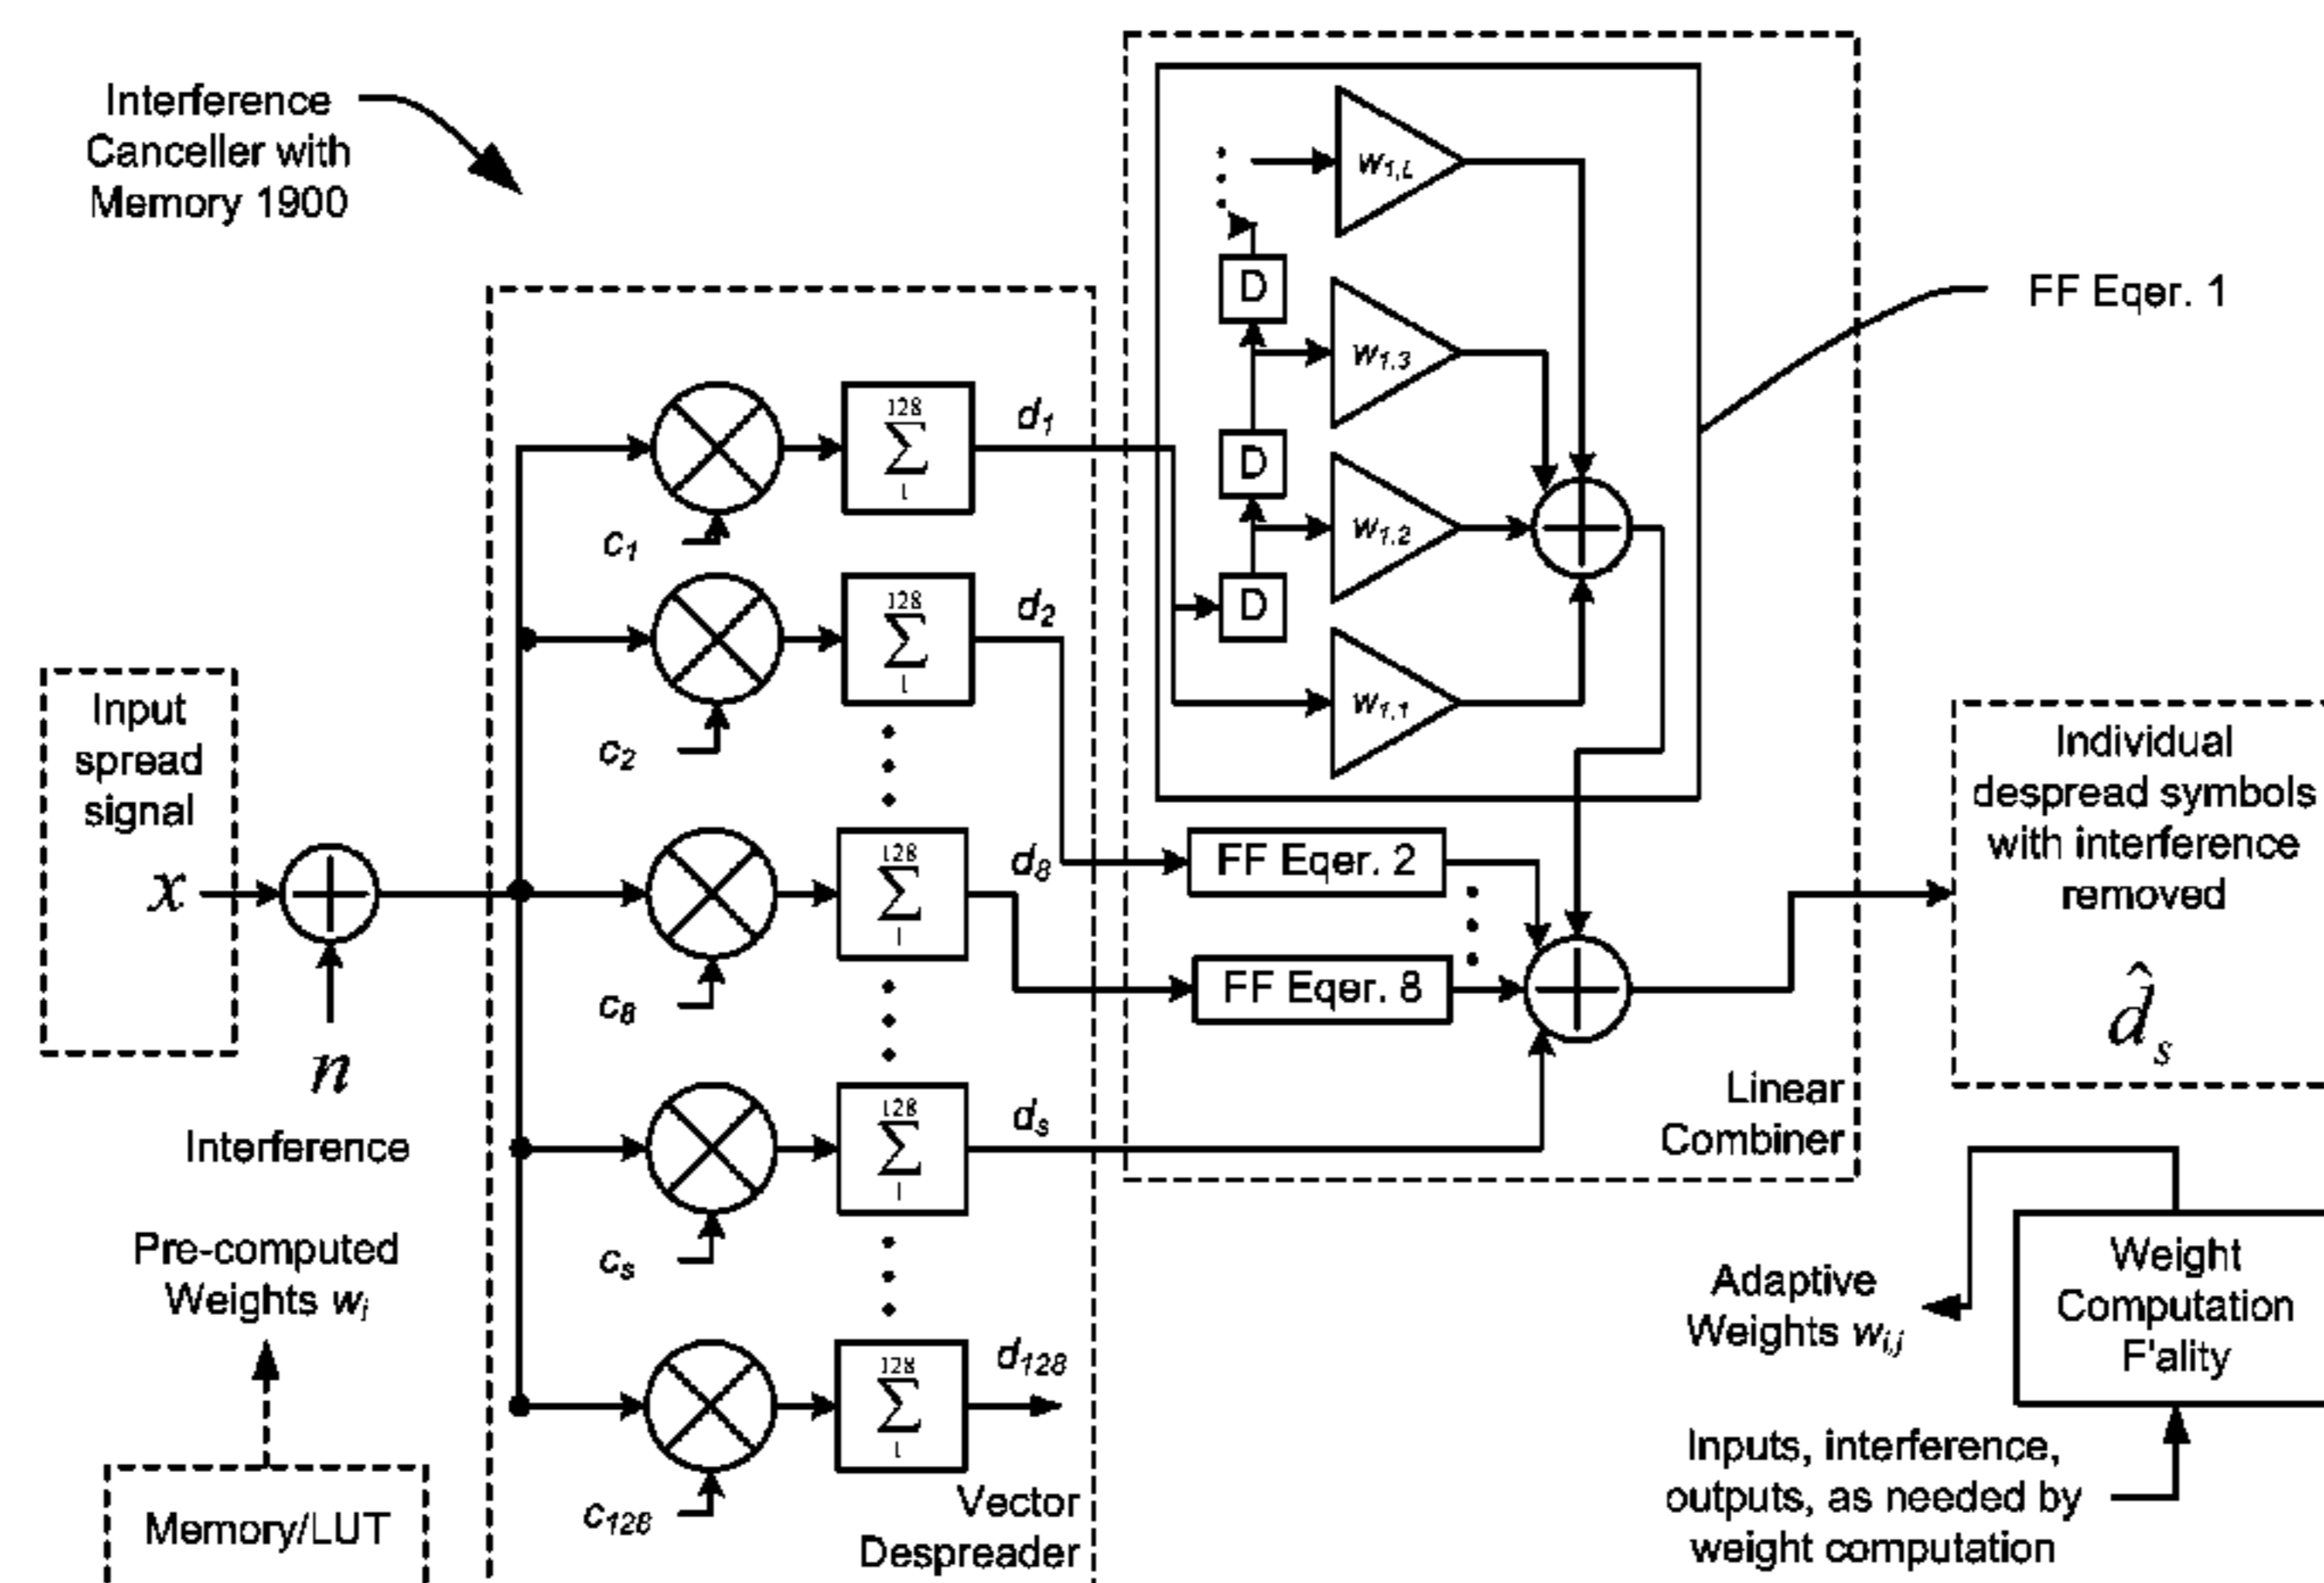 Interference
Canceller with
Memory 1900
w1,L
D
FF Eqer. 1
w1,3
128
Σ
1
d1
D
c1
w1,2
128
Σ
1
d2
D
w1,1
c2
Input
spread
signal
x
Individual
despread symbols
with interference
removed
d̂s
128
Σ
1
d8
FF Eqer. 2
FF Eqer. 8
c8
n
Interference
128
Σ
1
ds
Linear
Combiner
cs
Pre-computed
Weights wi
Adaptive
Weights wi,j
Weight
Computation
F'ality
128
Σ
1
d128
c128
Memory/LUT
Vector
Despreader
Inputs, interference,
outputs, as needed by
weight computation